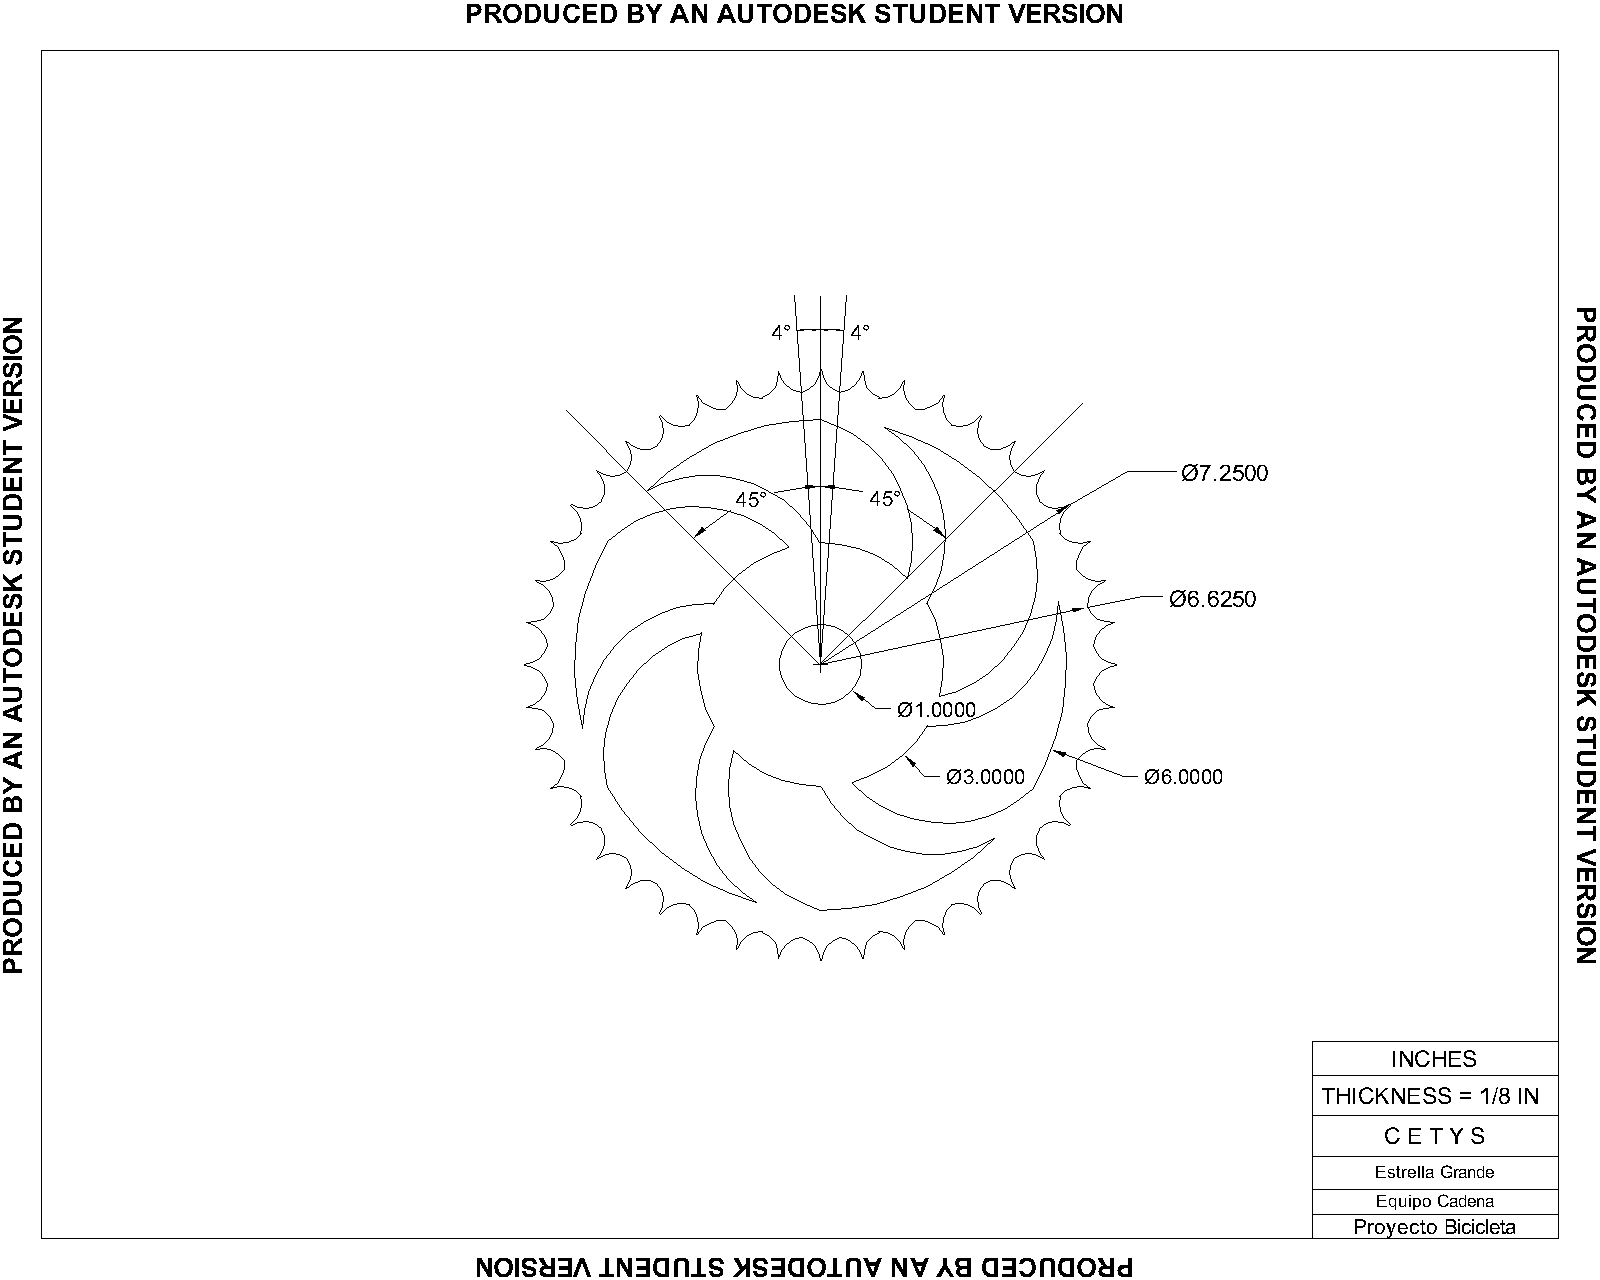 PRODUCED BY AN AUTODESK STUDENT VERSION
PRODUCED BY AN AUTODESK STUDENT VERSION
PRODUCED BY AN AUTODESK STUDENT VERSION
4°
4°
45°
45°
Ø7.2500
Ø6.6250
Ø1.0000
Ø3.0000
Ø6.0000
INCHES
THICKNESS = 1/8 IN
C E T Y S
Estrella Grande
Equipo Cadena
Proyecto Bicicleta
PRODUCED BY AN AUTODESK STUDENT VERSION